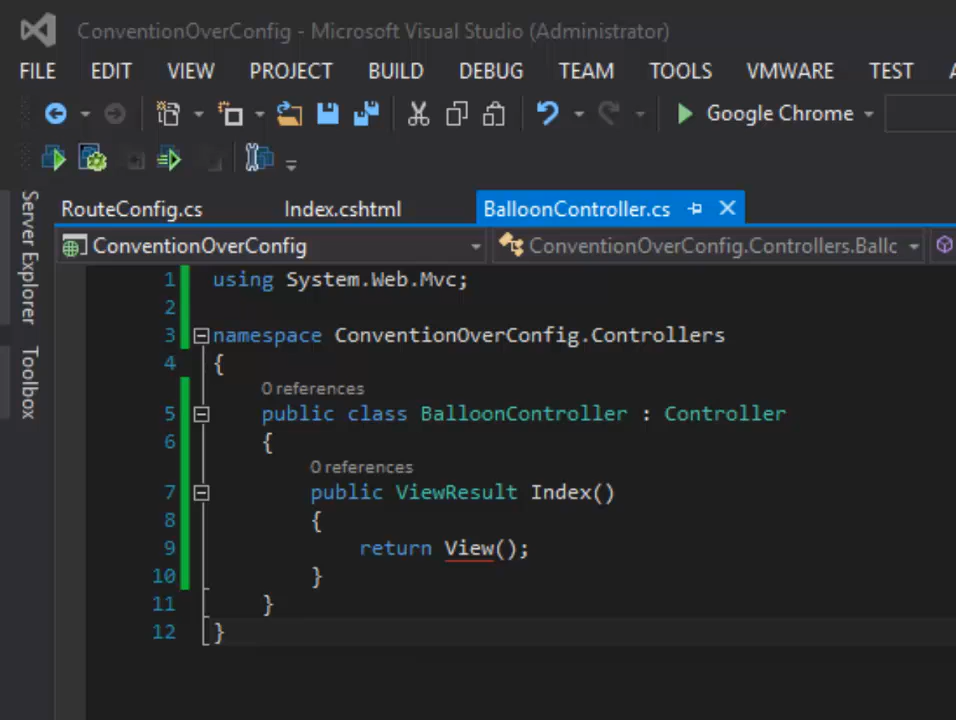 ConventionOverConfig - Microsoft Visual Studio (Administrator)
FILE EDIT VIEW PROJECT BUILD DEBUG TEAM TOOLS VMWARE TEST
Google Chrome
Server Explorer
Toolbox
RouteConfig.cs Index.cshtml BalloonController.cs
ConventionOverConfig ConventionOverConfig.Controllers.Ballc
1 using System.Web.Mvc;
2
3 namespace ConventionOverConfig.Controllers
4 {
0 references
5 public class BalloonController : Controller
6 {
0 references
7 public ViewResult Index()
8 {
9 return View();
10 }
11 }
12 }